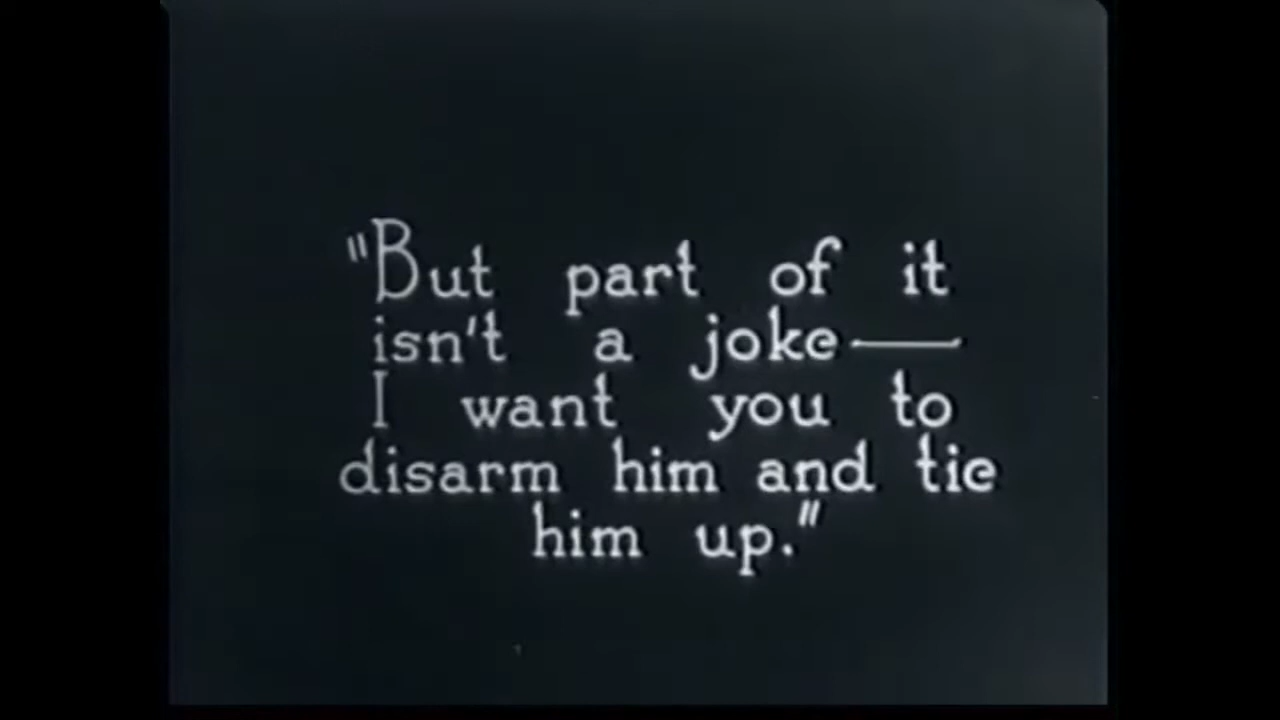 "But part of it
isn't a joke—
I want you to
disarm him and tie
him up."